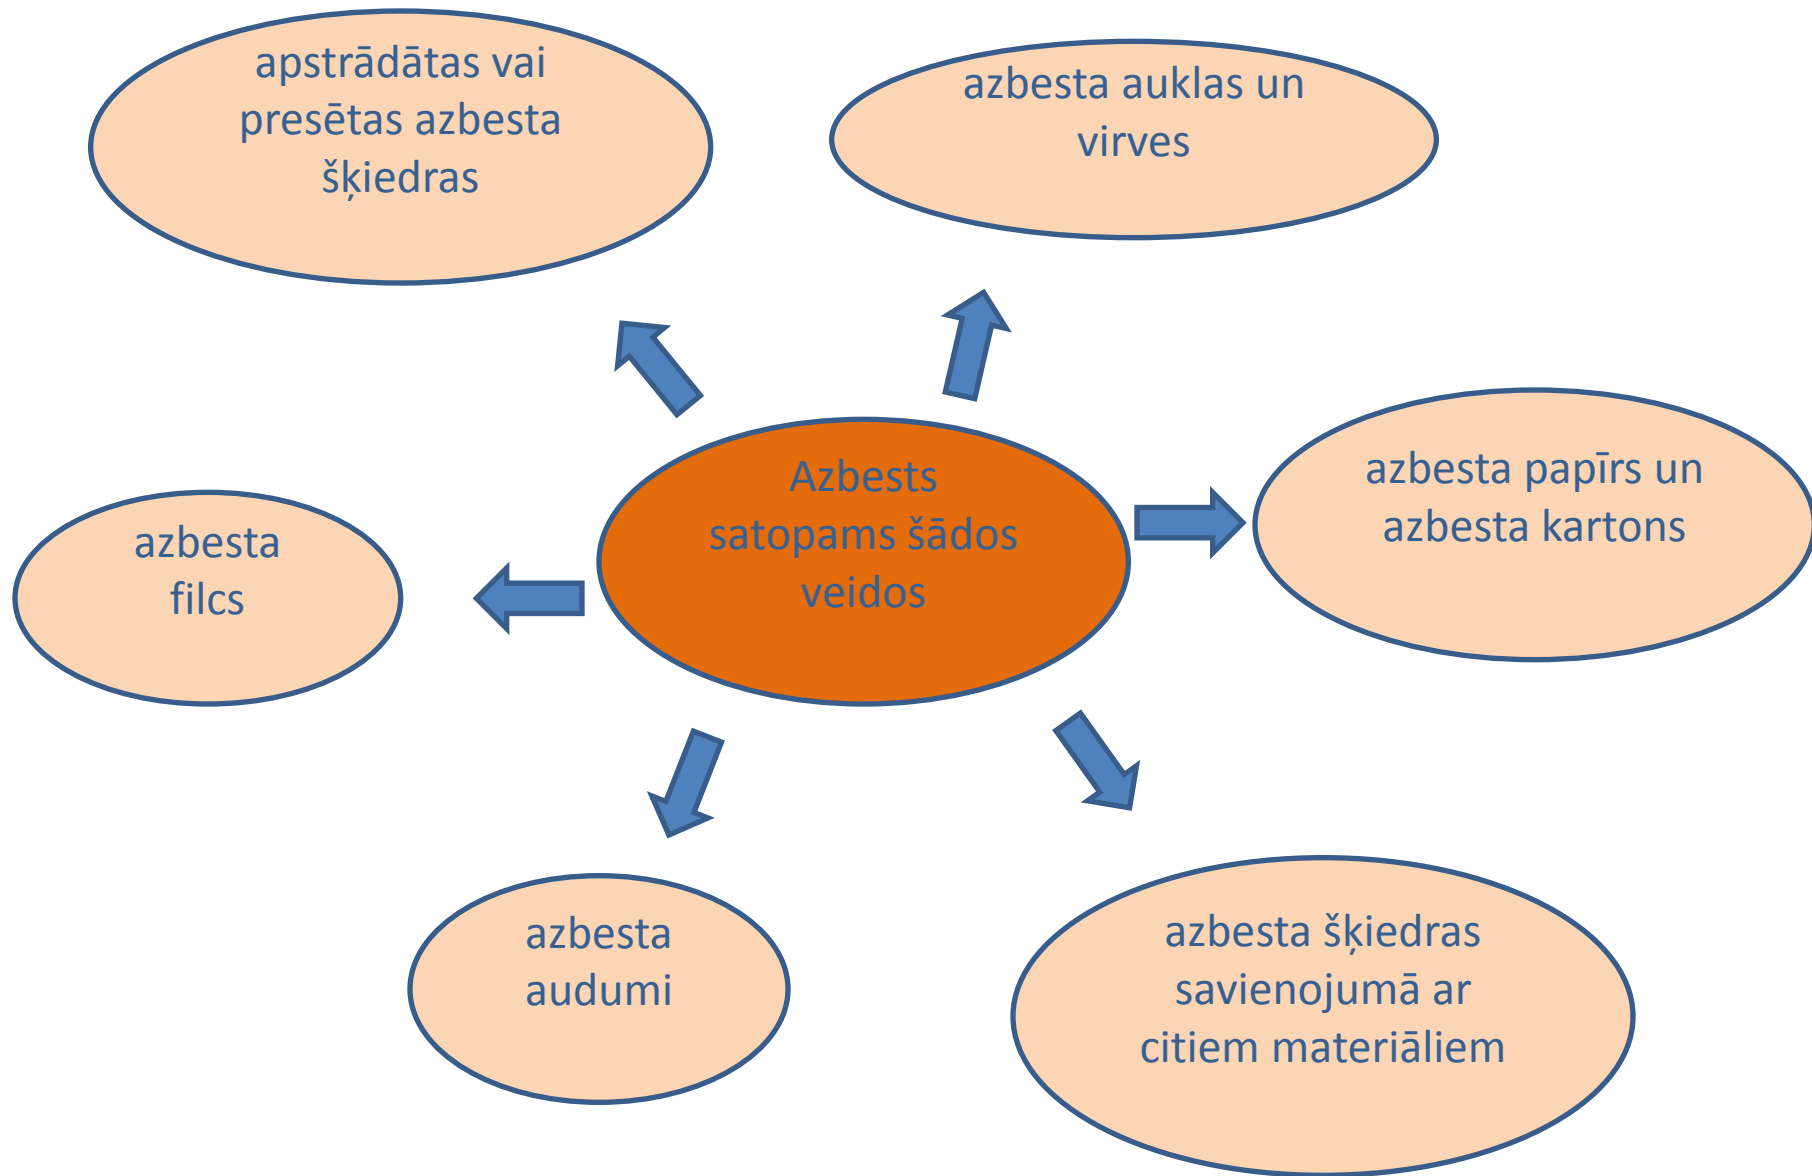 apstrādātas vai
presētas azbesta
šķiedras
azbesta auklas un
virves
Azbests
satopams šādos
veidos
azbesta papīrs un
azbesta kartons
azbesta
filcs
azbesta
audumi
azbesta šķiedras
savienojumā ar
citiem materiāliem